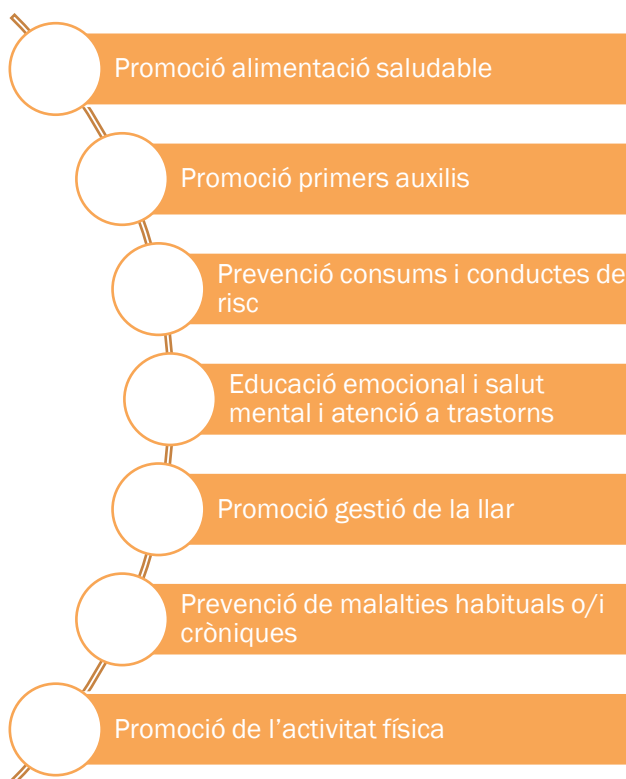 Promoció alimentació saludable
Promoció primers auxilis
Prevenció consums i conductes de
risc
Educació emocional i salut
mental i atenció a trastorns
Promoció gestió de la llar
Prevenció de malalties habituals o/i
cròniques
Promoció de l’activitat física